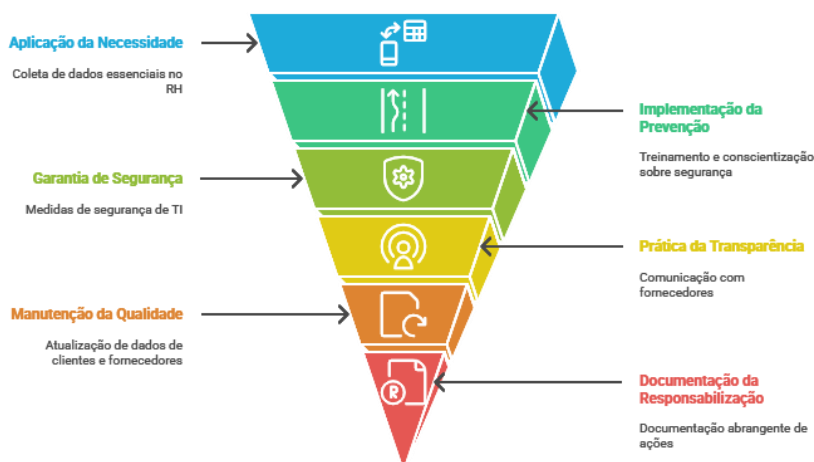 Aplicação da Necessidade
Coleta de dados essenciais no
RH
Implementação da
Prevenção
Treinamento e conscientização
sobre segurança
Garantia de Segurança
Medidas de segurança de TI
Prática da Transparência
Comunicação com
fornecedores
Manutenção da Qualidade
Atualização de dados de
clientes e fornecedores
R
Documentação da
Responsabilização
Documentação abrangente de
ações